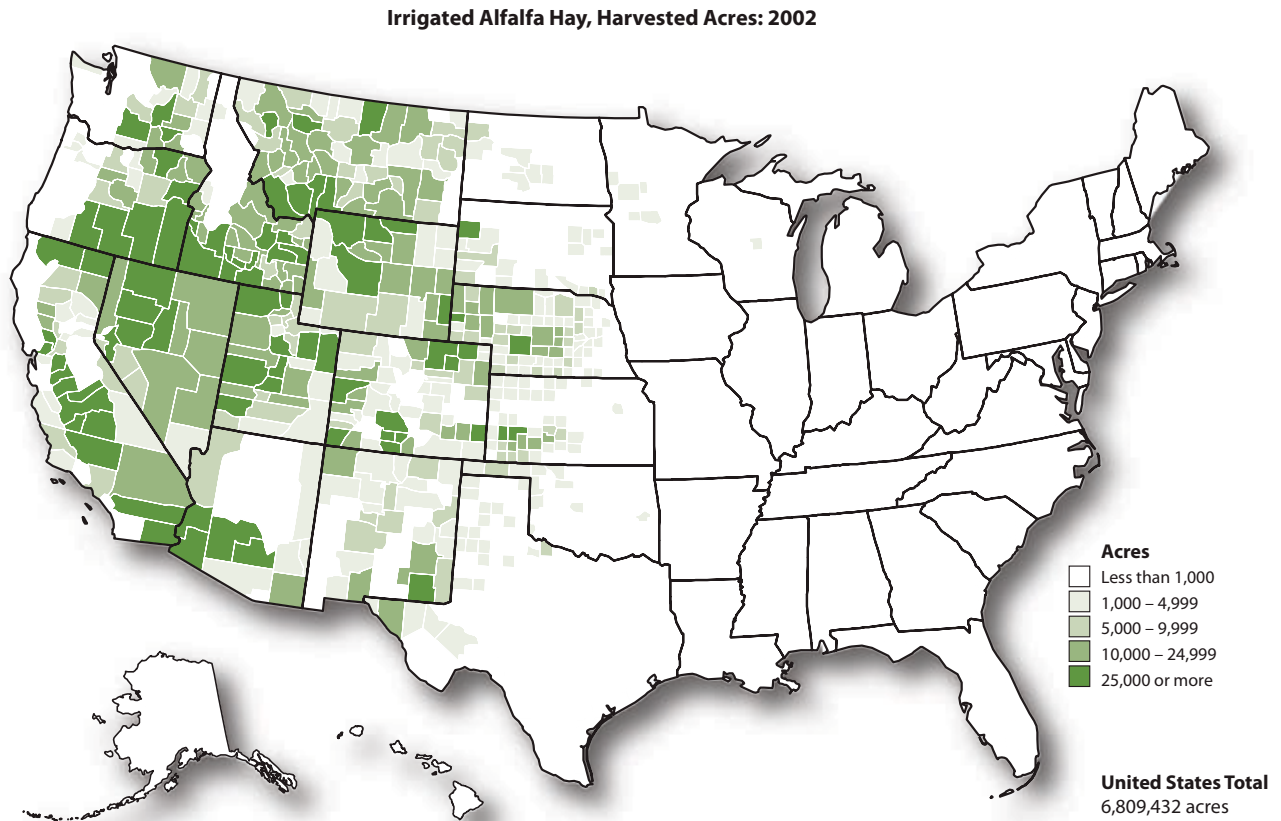 Irrigated Alfalfa Hay, Harvested Acres: 2002
Acres
Less than 1,000
1,000 – 4,999
5,000 – 9,999
10,000 – 24,999
25,000 or more
United States Total
6,809,432 acres